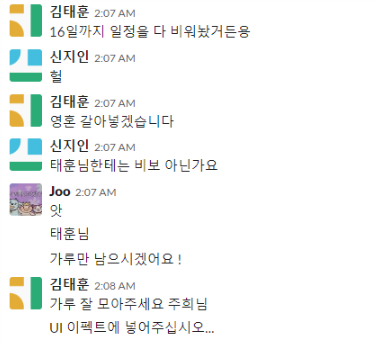 김태훈 2:07 AM
16일까지 일정을 다 비워놨거든용
신지인 2:07 AM
헐
김태훈 2:07 AM
영혼 갈아넣겠습니다
신지인 2:07 AM
태훈님한테는 비보 아닌가요
Joo 2:07 AM
앗
태훈님
가루만 남으시겠어요 !
김태훈 2:08 AM
가루 잘 모아주세요 주희님
UI 이펙트에 넣어주십시오...